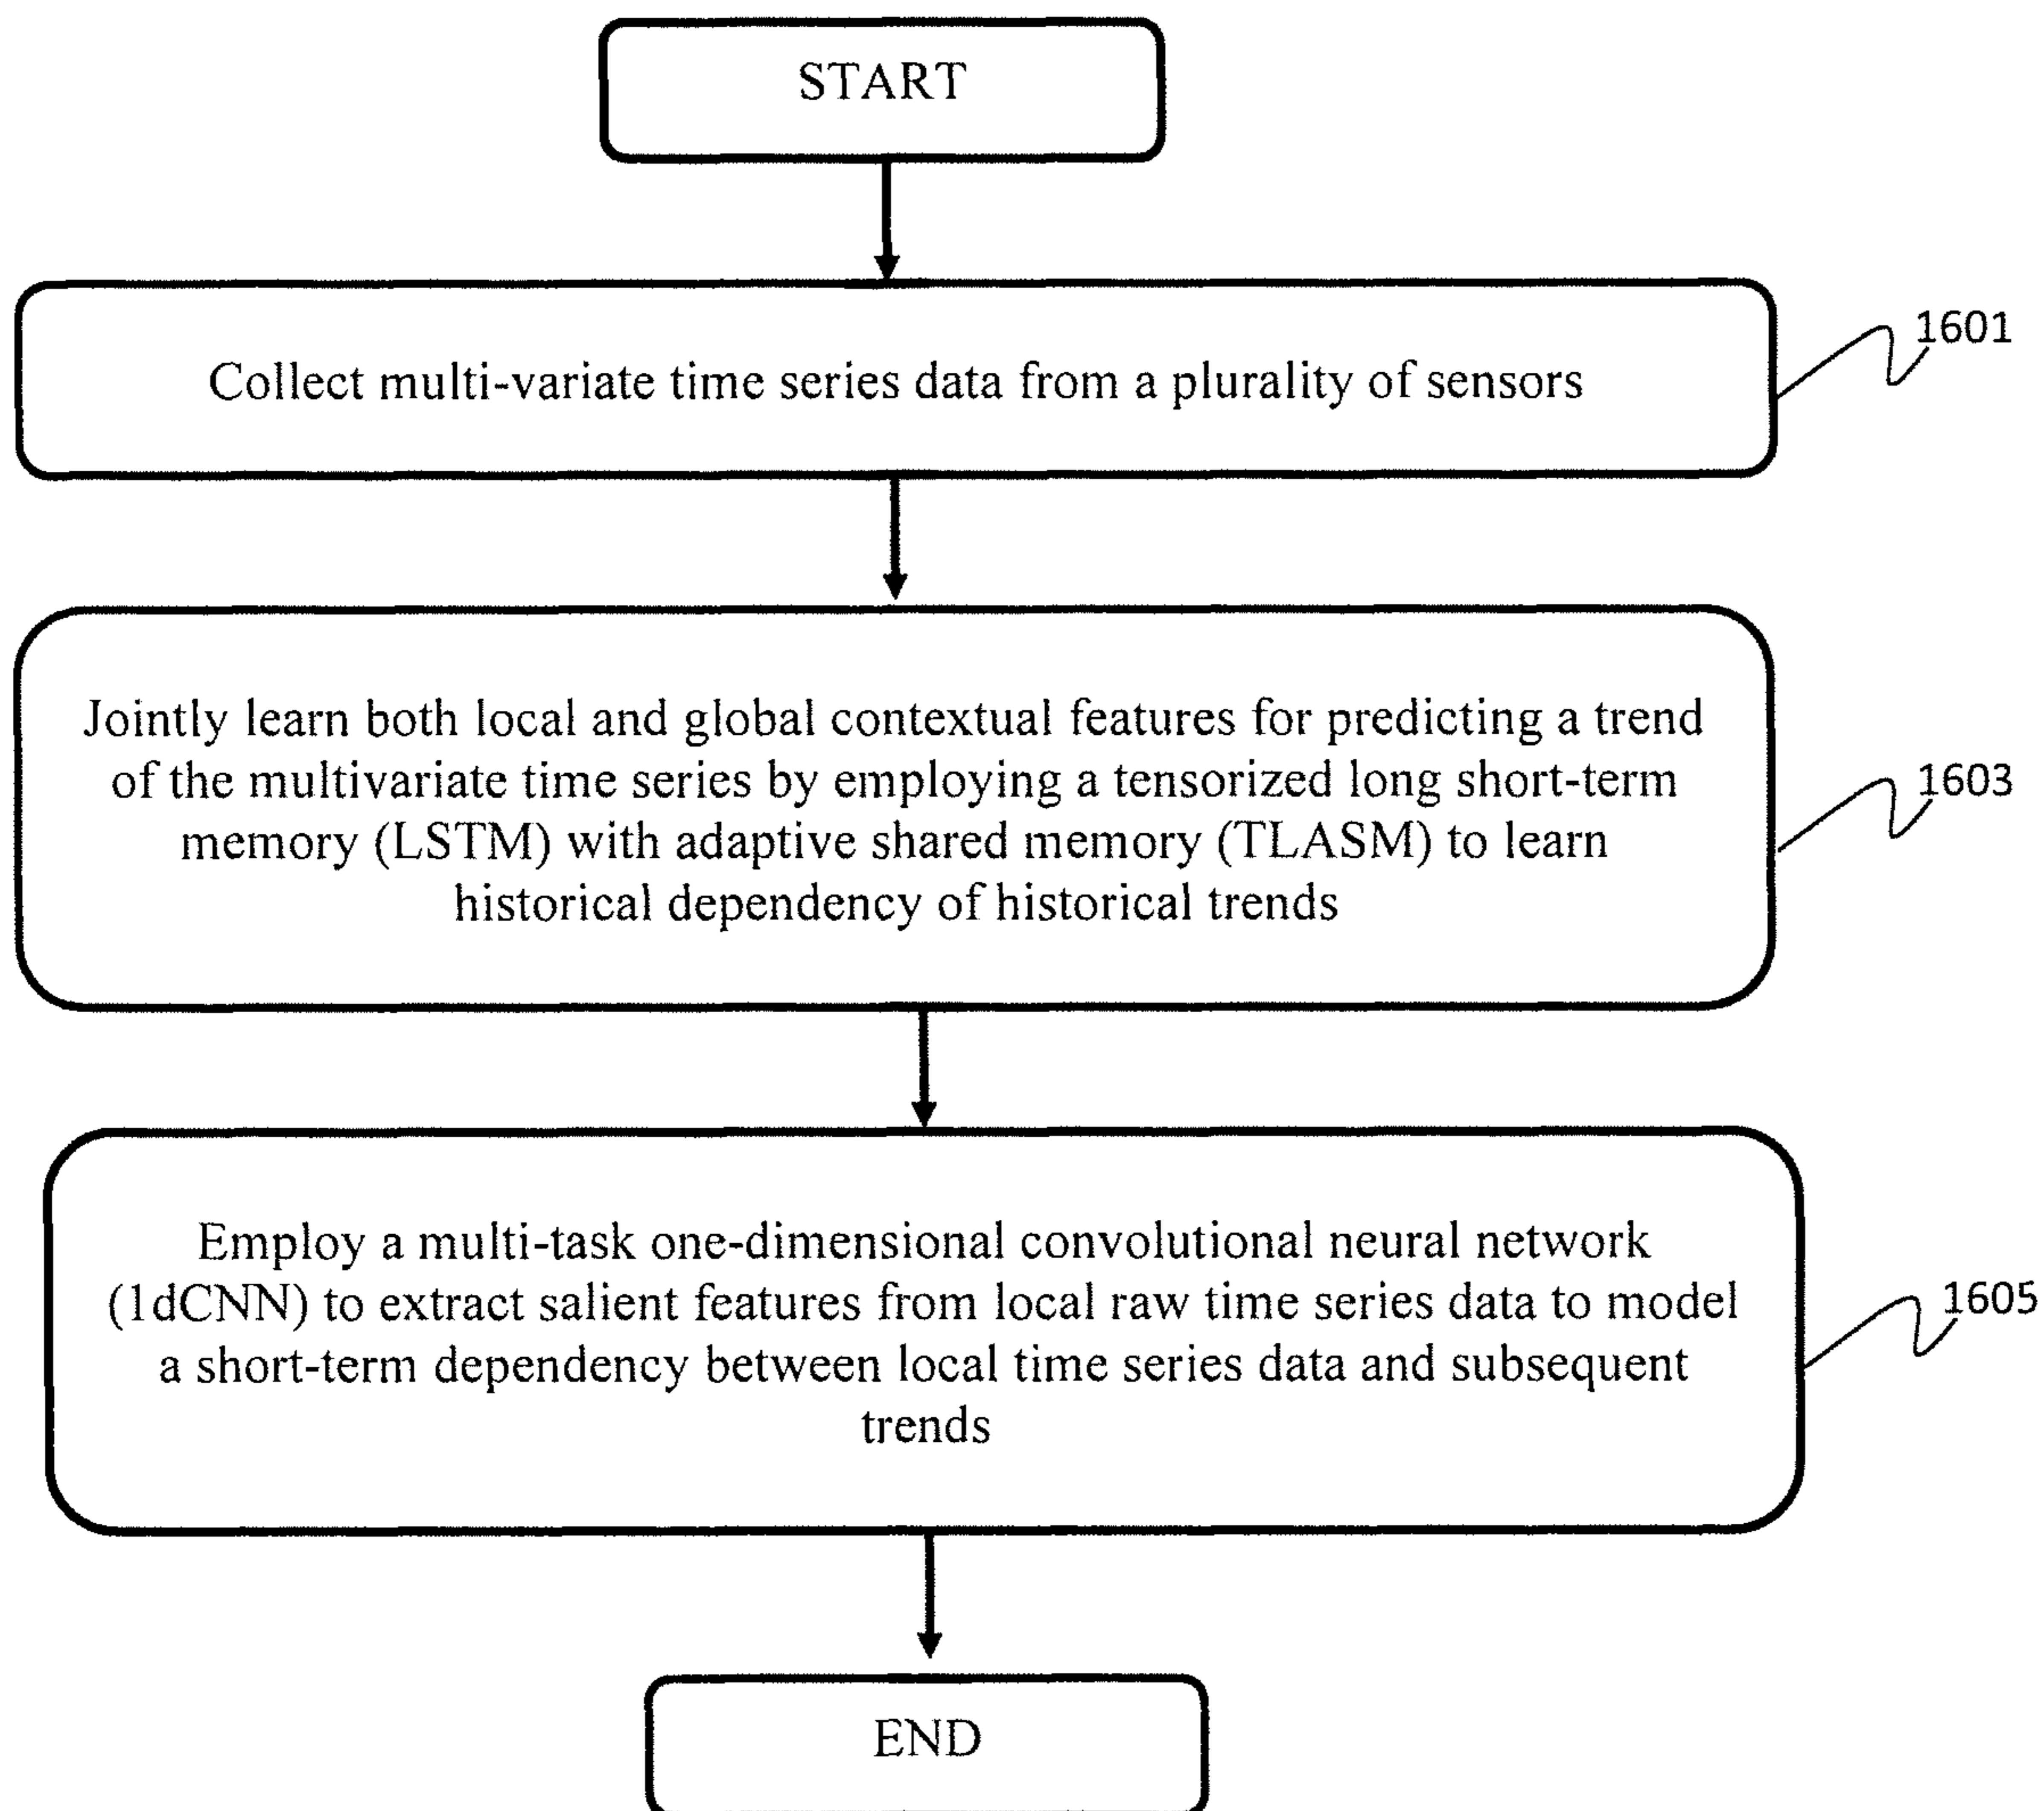 START
Collect multi-variate time series data from a plurality of sensors
1601
Jointly learn both local and global contextual features for predicting a trend
of the multivariate time series by employing a tensorized long short-term
memory (LSTM) with adaptive shared memory (TLASM) to learn
historical dependency of historical trends
1603
Employ a multi-task one-dimensional convolutional neural network
(1dCNN) to extract salient features from local raw time series data to model
a short-term dependency between local time series data and subsequent
trends
1605
END